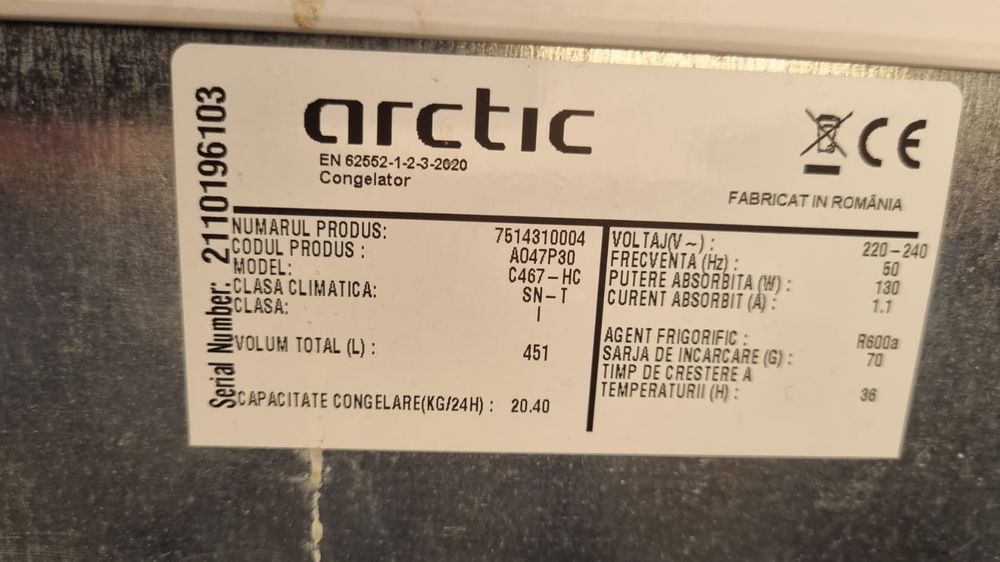 arctic
EN 62552-1-2-3-2020
Congelator
CE
FABRICAT IN ROMÂNIA
Serial Number: 2110196103
NUMARUL PRODUS: 7514310004
CODUL PRODUS : A047P30
MODEL: C467-HC
CLASA CLIMATICA: SN-T
CLASA: I
VOLUM TOTAL (L) : 451
CAPACITATE CONGELARE(KG/24H) : 20.40
VOLTAJ(V ~) : 220-240
FRECVENTA (Hz) : 50
PUTERE ABSORBITA (W) : 130
CURENT ABSORBIT (A) : 1.1
AGENT FRIGORIFIC : R600a
SARJA DE INCARCARE (G) : 70
TIMP DE CRESTERE A
TEMPERATURII (H) : 36